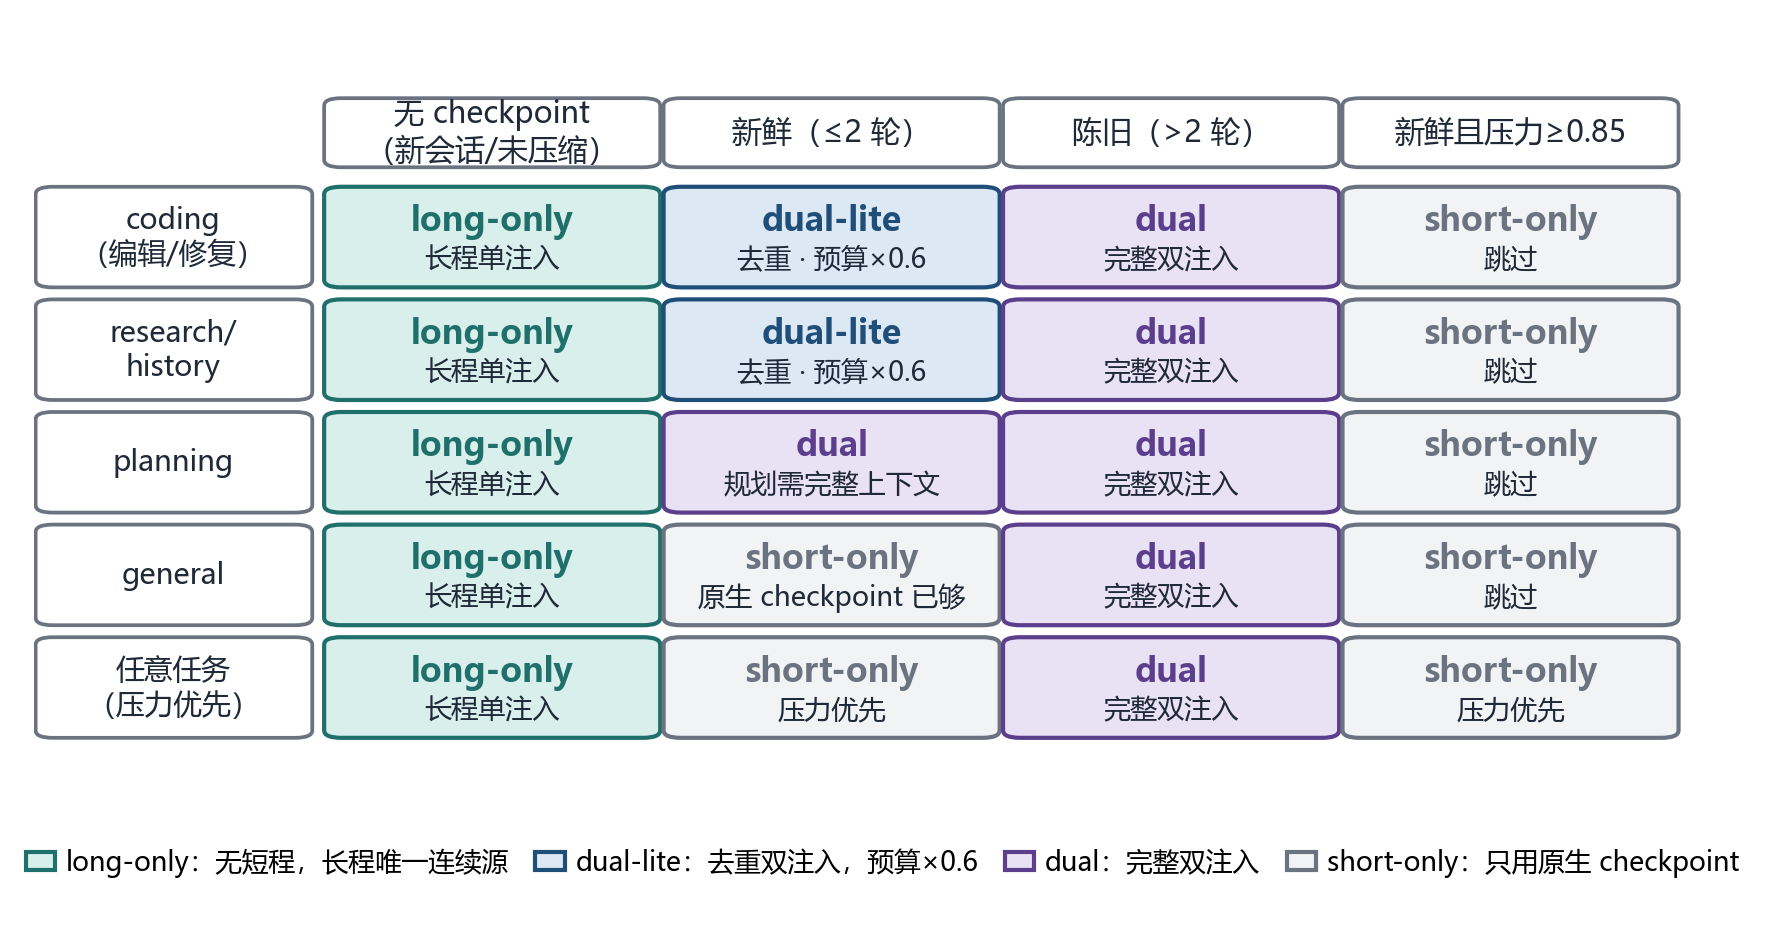 无 checkpoint
(新会话/未压缩)
新鲜（≤2 轮）
陈旧（>2 轮）
新鲜且压力≥0.85
coding
(编辑/修复)
long-only
长程单注入
dual-lite
去重 · 预算×0.6
dual
完整双注入
short-only
跳过
research/
history
long-only
长程单注入
dual-lite
去重 · 预算×0.6
dual
完整双注入
short-only
跳过
planning
long-only
长程单注入
dual
规划需完整上下文
dual
完整双注入
short-only
跳过
general
long-only
长程单注入
short-only
原生 checkpoint 已够
dual
完整双注入
short-only
跳过
任意任务
(压力优先)
long-only
长程单注入
short-only
压力优先
dual
完整双注入
short-only
压力优先
long-only：无短程，长程唯一连续源
dual-lite：去重双注入，预算×0.6
dual：完整双注入
short-only：只用原生 checkpoint